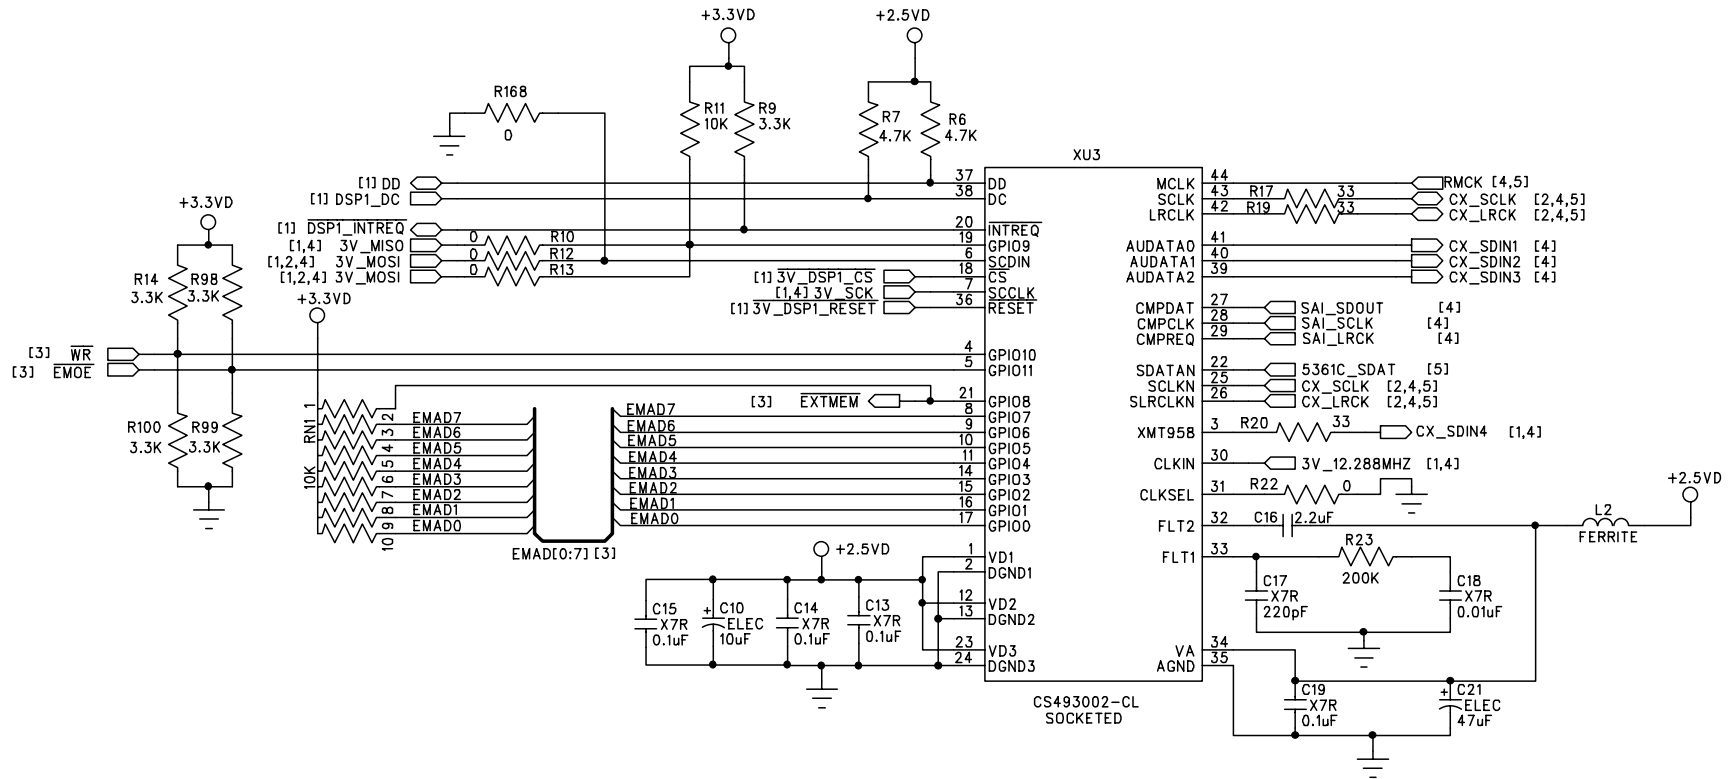 +3.3VD
+2.5VD
R168
0
R11
10K
R9
3.3K
R7
4.7K
R6
4.7K
XU3
[1] DD
37
DD
[1] DSP1_DC
38
DC
[1] DSP1_INTREQ
20
INTREQ
[1,4] 3V_MISO
0
R10
19
GPIO9
[1,2,4] 3V_MOSI
0
R12
6
SCDIN
[1,2,4] 3V_MOSI
0
R13
[1] 3V_DSP1_CS
18
CS
[1,4] 3V_SCK
7
SCCLK
[1] 3V_DSP1_RESET
36
RESET
+3.3VD
R14
3.3K
R98
3.3K
+3.3VD
[3] WR
4
GPIO10
[3] EMOE
5
GPIO11
R100
3.3K
R99
3.3K
RN1
10K
1
2
3
4
5
6
7
8
9
10
EMAD7
EMAD6
EMAD5
EMAD4
EMAD3
EMAD2
EMAD1
EMAD0
EMAD[0:7] [3]
[3] EXTMEM
21
GPIO8
EMAD7
8
GPIO7
EMAD6
9
GPIO6
EMAD5
10
GPIO5
EMAD4
11
GPIO4
EMAD3
14
GPIO3
EMAD2
15
GPIO2
EMAD1
16
GPIO1
EMAD0
17
GPIO0
+2.5VD
1
VD1
2
DGND1
12
VD2
13
DGND2
23
VD3
24
DGND3
C15
X7R
0.1uF
+
C10
ELEC
10uF
C14
X7R
0.1uF
C13
X7R
0.1uF
CS493002-CL
SOCKETED
MCLK
44
RMCK [4,5]
SCLK
43
R17
33
CX_SCLK [2,4,5]
LRCLK
42
R19
33
CX_LRCK [2,4,5]
AUDATA0
41
CX_SDIN1 [4]
AUDATA1
40
CX_SDIN2 [4]
AUDATA2
39
CX_SDIN3 [4]
CMPDAT
27
SAI_SDOUT [4]
CMPCLK
28
SAI_SCLK [4]
CMPREQ
29
SAI_LRCK [4]
SDATAN
22
5361C_SDAT [5]
SCLKN
25
CX_SCLK [2,4,5]
SLRCLKN
26
CX_LRCK [2,4,5]
XMT958
3
R20
33
CX_SDIN4 [1,4]
CLKIN
30
3V_12.288MHZ [1,4]
CLKSEL
31
R22
0
FLT2
32
C16
2.2uF
L2
FERRITE
+2.5VD
FLT1
33
R23
200K
C17
X7R
220pF
C18
X7R
0.01uF
VA
34
AGND
35
C19
X7R
0.1uF
+
C21
ELEC
47uF